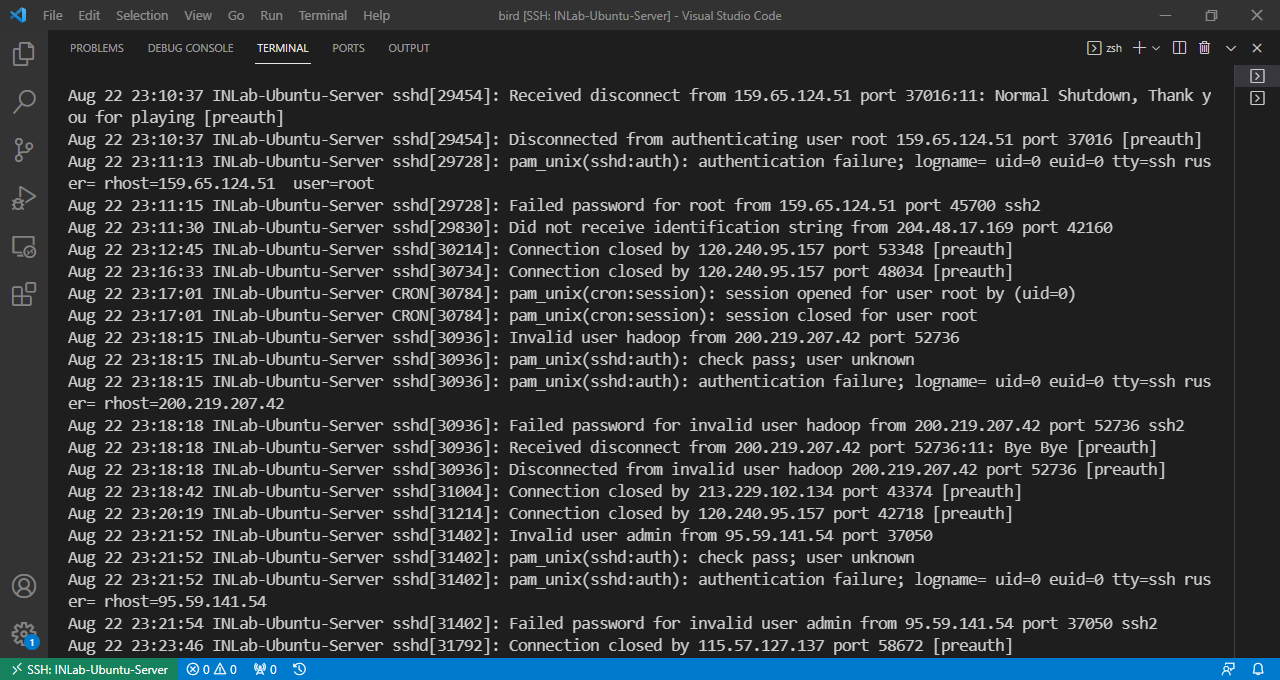 File Edit Selection View Go Run Terminal Help bird [SSH: INLab-Ubuntu-Server] - Visual Studio Code
PROBLEMS DEBUG CONSOLE TERMINAL PORTS OUTPUT zsh
Aug 22 23:10:37 INLab-Ubuntu-Server sshd[29454]: Received disconnect from 159.65.124.51 port 37016:11: Normal Shutdown, Thank y
ou for playing [preauth]
Aug 22 23:10:37 INLab-Ubuntu-Server sshd[29454]: Disconnected from authenticating user root 159.65.124.51 port 37016 [preauth]
Aug 22 23:11:13 INLab-Ubuntu-Server sshd[29728]: pam_unix(sshd:auth): authentication failure; logname= uid=0 euid=0 tty=ssh rus
er= rhost=159.65.124.51  user=root
Aug 22 23:11:15 INLab-Ubuntu-Server sshd[29728]: Failed password for root from 159.65.124.51 port 45700 ssh2
Aug 22 23:11:30 INLab-Ubuntu-Server sshd[29830]: Did not receive identification string from 204.48.17.169 port 42160
Aug 22 23:12:45 INLab-Ubuntu-Server sshd[30214]: Connection closed by 120.240.95.157 port 53348 [preauth]
Aug 22 23:16:33 INLab-Ubuntu-Server sshd[30734]: Connection closed by 120.240.95.157 port 48034 [preauth]
Aug 22 23:17:01 INLab-Ubuntu-Server CRON[30784]: pam_unix(cron:session): session opened for user root by (uid=0)
Aug 22 23:17:01 INLab-Ubuntu-Server CRON[30784]: pam_unix(cron:session): session closed for user root
Aug 22 23:18:15 INLab-Ubuntu-Server sshd[30936]: Invalid user hadoop from 200.219.207.42 port 52736
Aug 22 23:18:15 INLab-Ubuntu-Server sshd[30936]: pam_unix(sshd:auth): check pass; user unknown
Aug 22 23:18:15 INLab-Ubuntu-Server sshd[30936]: pam_unix(sshd:auth): authentication failure; logname= uid=0 euid=0 tty=ssh rus
er= rhost=200.219.207.42
Aug 22 23:18:18 INLab-Ubuntu-Server sshd[30936]: Failed password for invalid user hadoop from 200.219.207.42 port 52736 ssh2
Aug 22 23:18:18 INLab-Ubuntu-Server sshd[30936]: Received disconnect from 200.219.207.42 port 52736:11: Bye Bye [preauth]
Aug 22 23:18:18 INLab-Ubuntu-Server sshd[30936]: Disconnected from invalid user hadoop 200.219.207.42 port 52736 [preauth]
Aug 22 23:18:42 INLab-Ubuntu-Server sshd[31004]: Connection closed by 213.229.102.134 port 43374 [preauth]
Aug 22 23:20:19 INLab-Ubuntu-Server sshd[31214]: Connection closed by 120.240.95.157 port 42718 [preauth]
Aug 22 23:21:52 INLab-Ubuntu-Server sshd[31402]: Invalid user admin from 95.59.141.54 port 37050
Aug 22 23:21:52 INLab-Ubuntu-Server sshd[31402]: pam_unix(sshd:auth): check pass; user unknown
Aug 22 23:21:52 INLab-Ubuntu-Server sshd[31402]: pam_unix(sshd:auth): authentication failure; logname= uid=0 euid=0 tty=ssh rus
er= rhost=95.59.141.54
Aug 22 23:21:54 INLab-Ubuntu-Server sshd[31402]: Failed password for invalid user admin from 95.59.141.54 port 37050 ssh2
Aug 22 23:23:46 INLab-Ubuntu-Server sshd[31792]: Connection closed by 115.57.127.137 port 58672 [preauth]
1
SSH: INLab-Ubuntu-Server 0 0 0